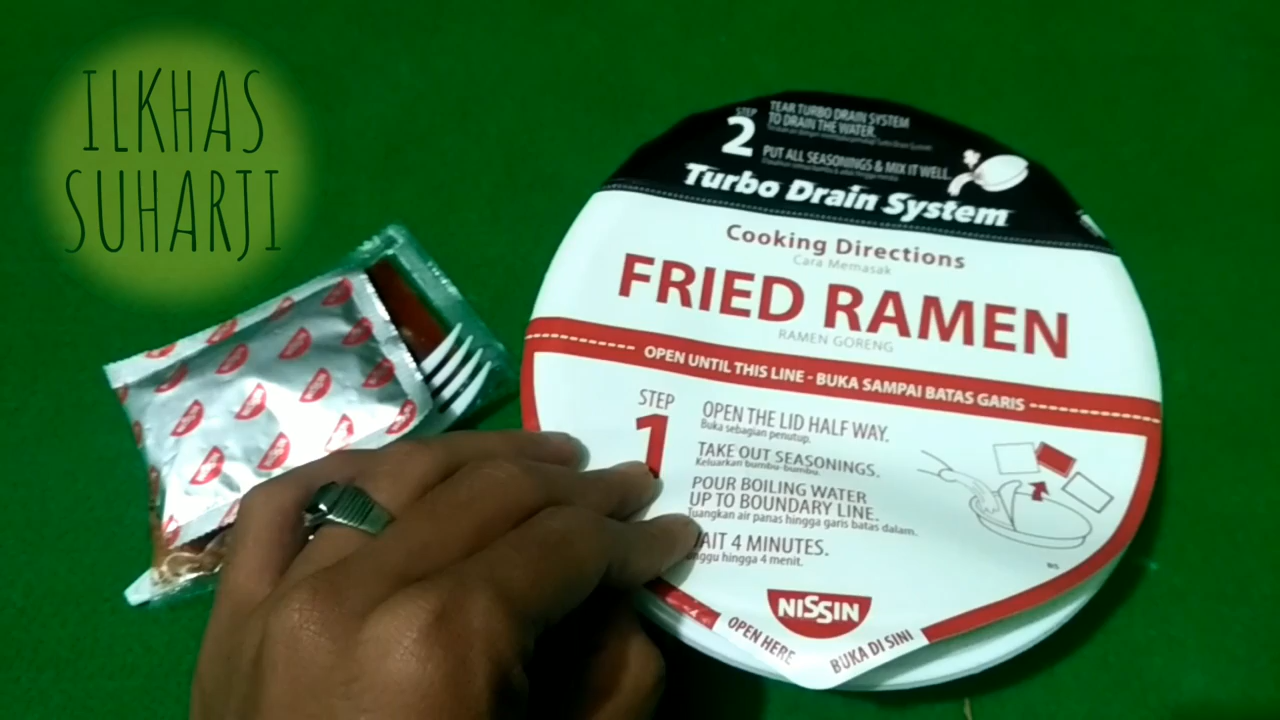 ILKHAS
SUHARJI
STEP
2
TEAR TURBO DRAIN SYSTEM
TO DRAIN THE WATER.
PUT ALL SEASONINGS & MIX IT WELL.
Turbo Drain System
Cooking Directions
Cara Memasak
FRIED RAMEN
RAMEN GORENG
OPEN UNTIL THIS LINE - BUKA SAMPAI BATAS GARIS
STEP
1
OPEN THE LID HALF WAY.
Buka sebagian penutup.
TAKE OUT SEASONINGS.
Keluarkan bumbu-bumbu.
POUR BOILING WATER
UP TO BOUNDARY LINE.
Tuangkan air panas hingga garis batas dalam.
AIT 4 MINUTES.
nggu hingga 4 menit.
NISSIN
OPEN HERE
BUKA DI SINI